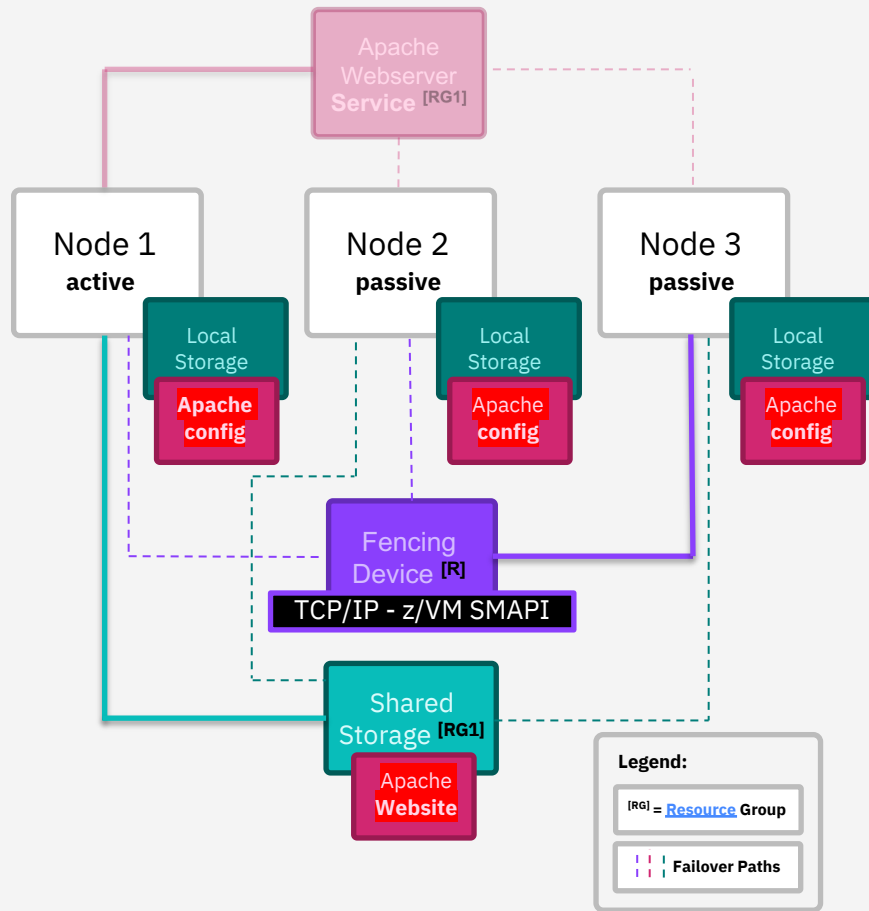 Apache
Webserver
Service [RG1]
Node 1
active
Node 2
passive
Node 3
passive
Local
Storage
Local
Storage
Local
Storage
Apache
config
Apache
config
Apache
config
Fencing
Device [R]
TCP/IP - z/VM SMAPI
Shared
Storage [RG1]
Apache
Website
Legend:
[RG] = Resource Group
Failover Paths